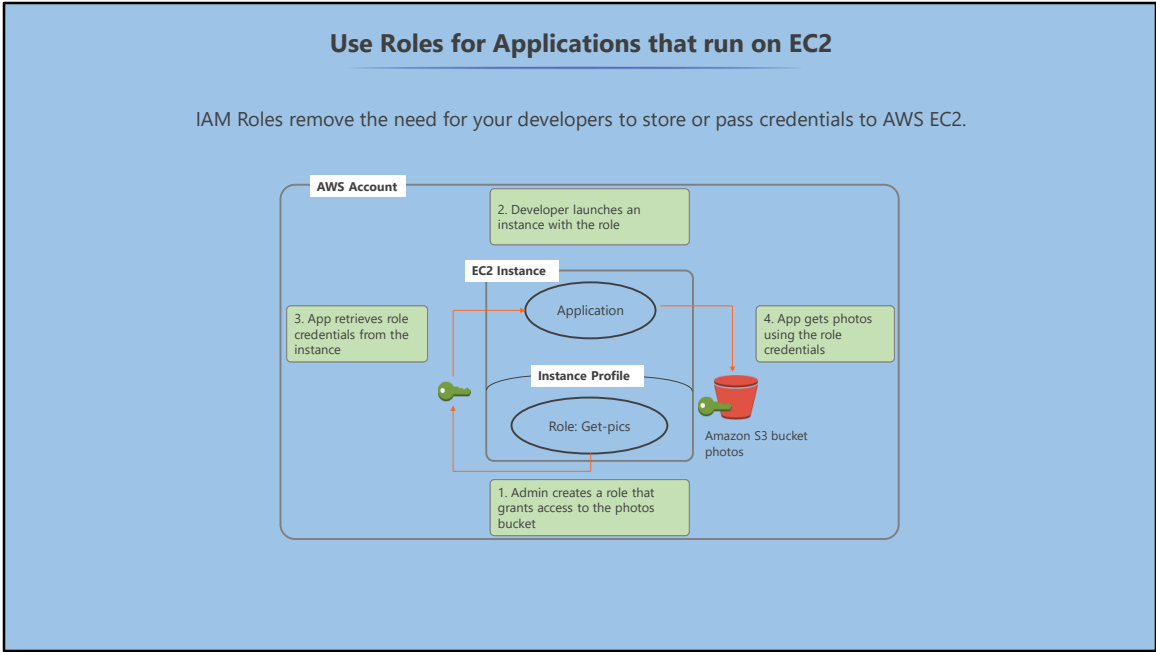 Use Roles for Applications that run on EC2
IAM Roles remove the need for your developers to store or pass credentials to AWS EC2.
AWS Account
2. Developer launches an
instance with the role
EC2 Instance
Application
3. App retrieves role
credentials from the
instance
4. App gets photos
using the role
credentials
Instance Profile
Role: Get-pics
Amazon S3 bucket
photos
1. Admin creates a role that
grants access to the photos
bucket